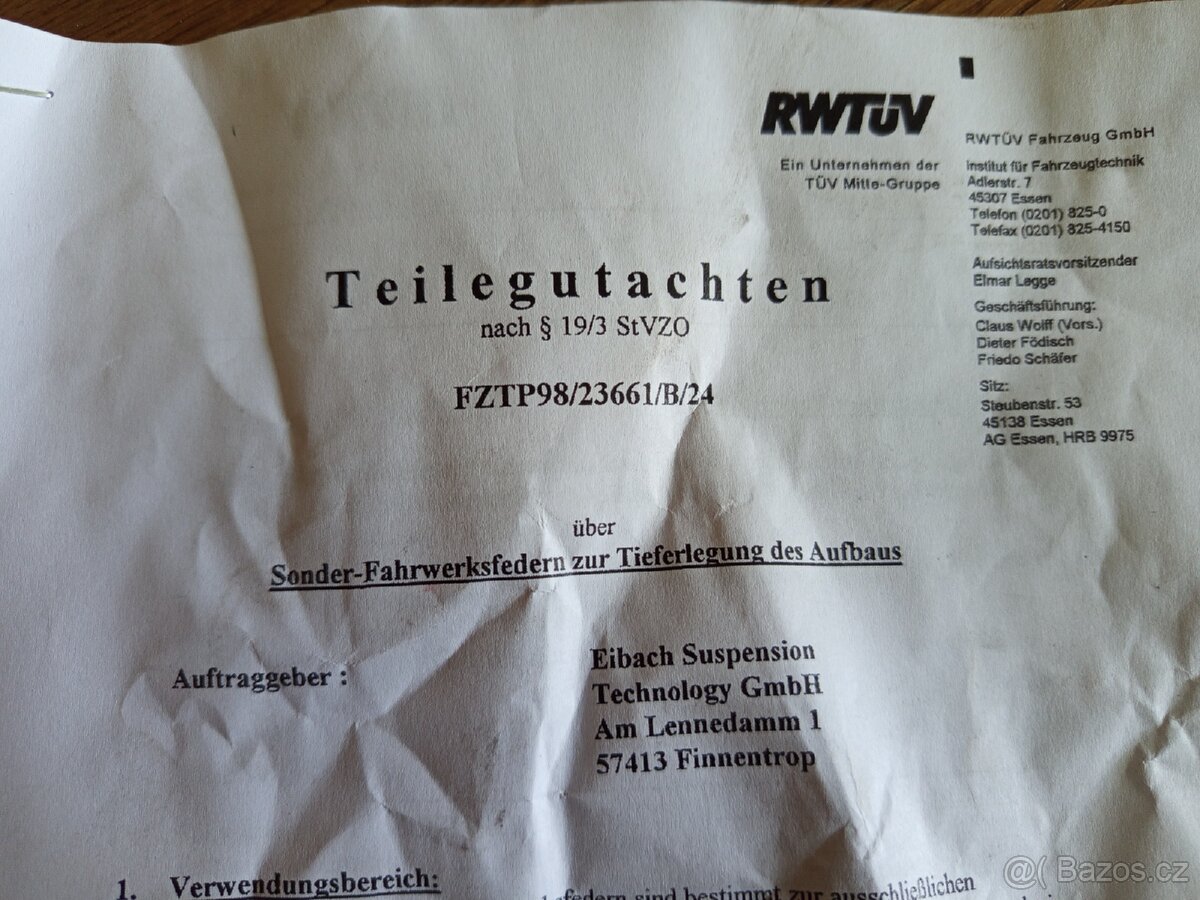 RWTÜV
Ein Unternehmen der
TÜV Mitte-Gruppe
RWTÜV Fahrzeug GmbH
Institut für Fahrzeugtechnik
Adlerstr. 7
45307 Essen
Telefon (0201) 825-0
Telefax (0201) 825-4150
Aufsichtsratsvorsitzender
Elmar Legge
Geschäftsführung:
Claus Wolff (Vors.)
Dieter Födisch
Friedo Schäfer
Sitz:
Steubenstr. 53
45138 Essen
AG Essen, HRB 9975
Teilegutachten
nach § 19/3 StVZO
FZTP98/23661/B/24
über
Sonder-Fahrwerksfedern zur Tieferlegung des Aufbaus
Auftraggeber :
Eibach Suspension
Technology GmbH
Am Lennedamm 1
57413 Finnentrop
1. Verwendungsbereich:
sind bestimmt zur ausschließlichen
@( Bazos.cz